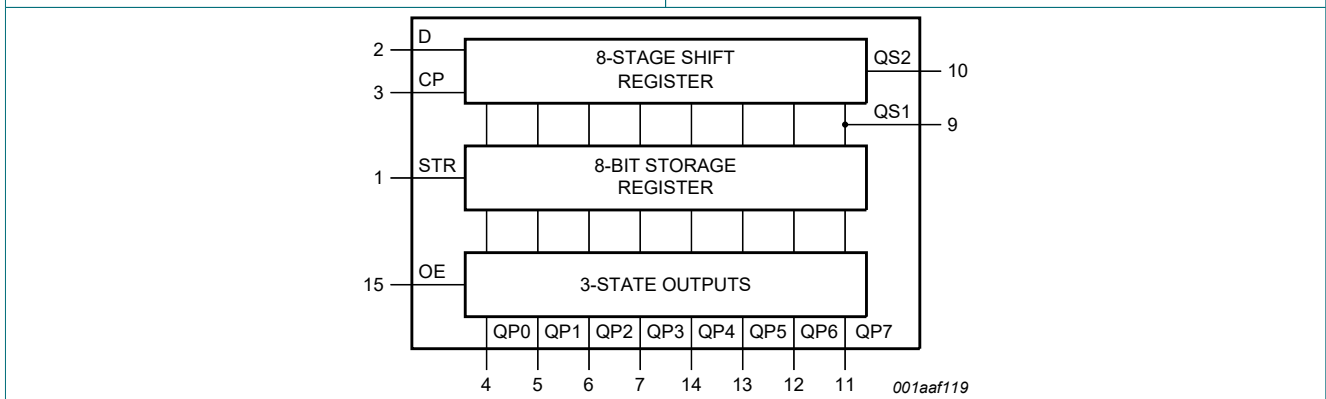 D
2
8-STAGE SHIFT
REGISTER
QS2
10
CP
3
QS1
9
STR
1
8-BIT STORAGE
REGISTER
OE
15
3-STATE OUTPUTS
QP0 QP1 QP2 QP3 QP4 QP5 QP6 QP7
4 5 6 7 14 13 12 11
001aaf119